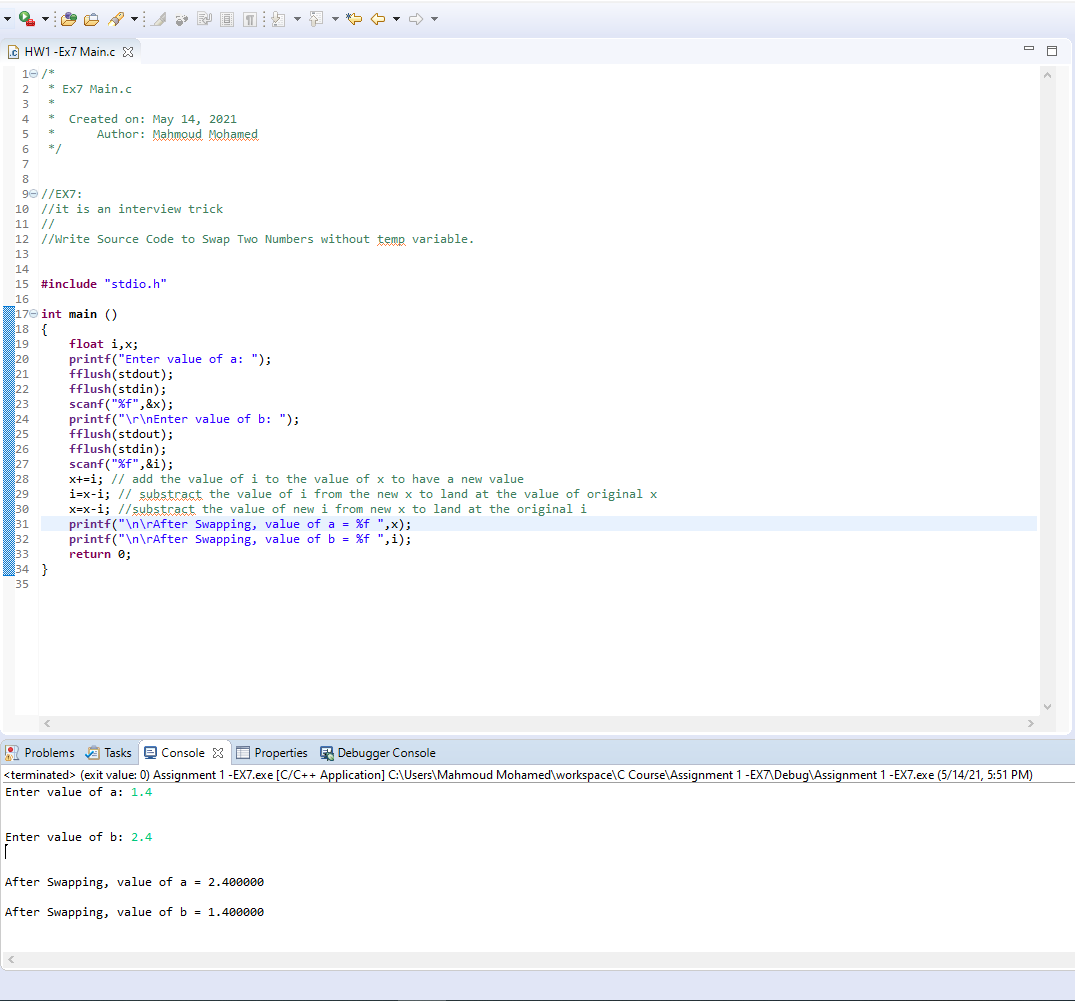 HW1 -Ex7 Main.c
1 /*
2  * Ex7 Main.c
3  *
4  *  Created on: May 14, 2021
5  *      Author: Mahmoud Mohamed
6  */
7
8
9 //EX7:
10 //it is an interview trick
11 //
12 //Write Source Code to Swap Two Numbers without temp variable.
13
14
15 #include "stdio.h"
16
17 int main ()
18 {
19     float i,x;
20     printf("Enter value of a: ");
21     fflush(stdout);
22     fflush(stdin);
23     scanf("%f",&x);
24     printf("\r\nEnter value of b: ");
25     fflush(stdout);
26     fflush(stdin);
27     scanf("%f",&i);
28     x+=i; // add the value of i to the value of x to have a new value
29     i=x-i; // substract the value of i from the new x to land at the value of original x
30     x=x-i; //substract the value of new i from new x to land at the original i
31     printf("\n\rAfter Swapping, value of a = %f ",x);
32     printf("\n\rAfter Swapping, value of b = %f ",i);
33     return 0;
34 }
35
Problems Tasks Console Properties Debugger Console
<terminated> (exit value: 0) Assignment 1 -EX7.exe [C/C++ Application] C:\Users\Mahmoud Mohamed\workspace\C Course\Assignment 1 -EX7\Debug\Assignment 1 -EX7.exe (5/14/21, 5:51 PM)
Enter value of a: 1.4
Enter value of b: 2.4
After Swapping, value of a = 2.400000
After Swapping, value of b = 1.400000